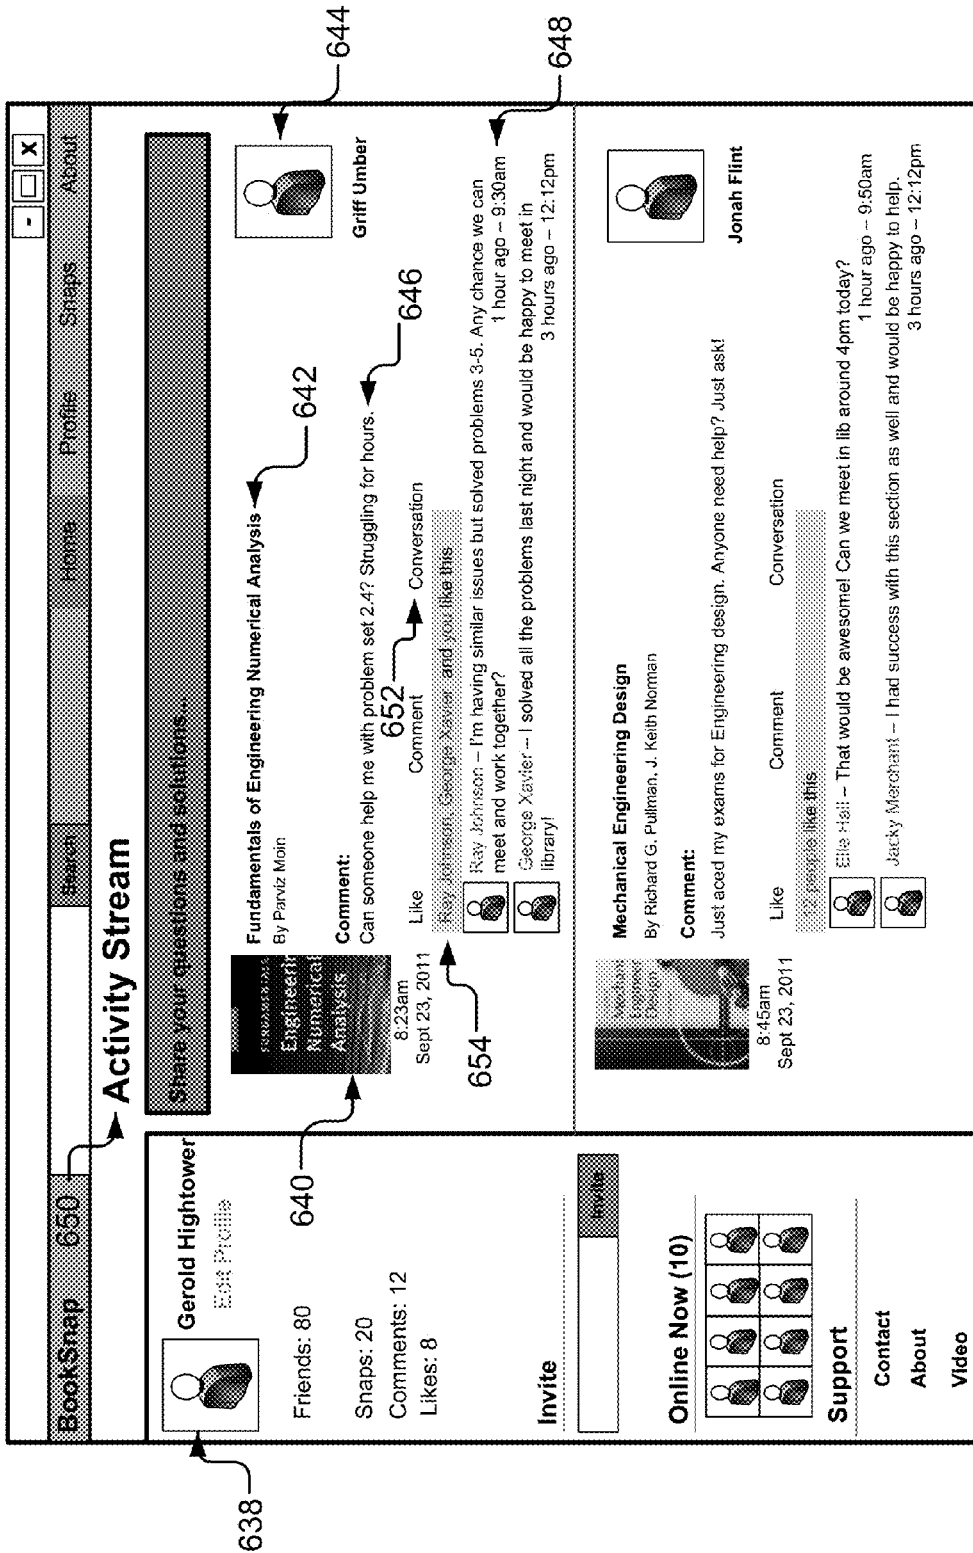 - □ X
BookSnap
Search
Home
Profile
Snaps
About
650
Activity Stream
638
Gerold Hightower
Edit Profile
Friends: 80
640
Snaps: 20
Comments: 12
Likes: 8
Invite
Invite
Online Now (10)
Support
Contact
About
Video
Share your questions and solutions...
Engineering
Numerical
Analysis
8:23am
Sept 23, 2011
654
Fundamentals of Engineering Numerical Analysis
642
By Parviz Moin
Griff Umber
644
Comment:
Can someone help me with problem set 2.4? Struggling for hours.
646
652
Like
Comment
Conversation
Ray Johnson, George Xavier and you like this
Ray Johnson – I'm having similar issues but solved problems 3-5. Any chance we can
meet and work together?
1 hour ago – 9:30am
648
George Xavier – I solved all the problems last night and would be happy to meet in
library!
3 hours ago – 12:12pm
Design
8:45am
Sept 23, 2011
Mechanical Engineering Design
By Richard G. Pullman, J. Keith Norman
Jonah Flint
Comment:
Just aced my exams for Engineering design. Anyone need help? Just ask!
Like
Comment
Conversation
12 people like this
Elle Hall – That would be awesome! Can we meet in lib around 4pm today?
1 hour ago – 9:50am
Jacky Merchant – I had success with this section as well and would be happy to help.
3 hours ago – 12:12pm